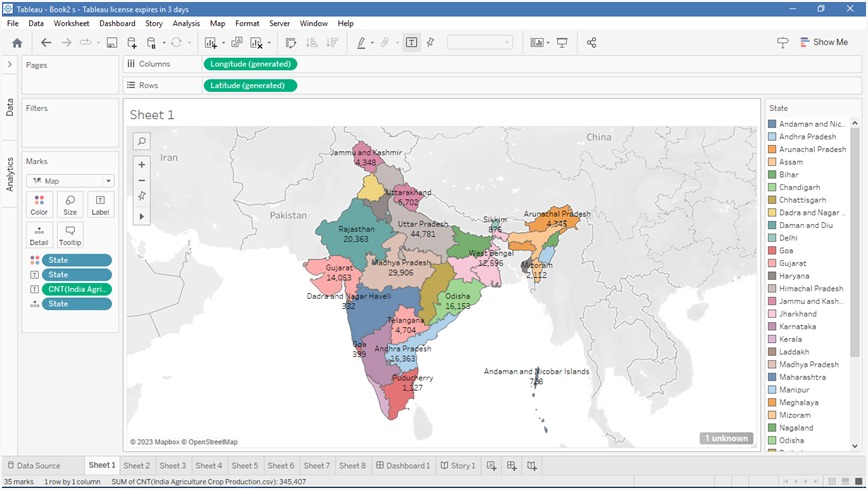 Tableau - Book2 s - Tableau license expires in 3 days
File Data Worksheet Dashboard Story Analysis Map Format Server Window Help
Show Me
Pages
Columns Longitude (generated)
Rows Latitude (generated)
Data
Analytics
Filters
Marks
Map
Color Size Label
Detail Tooltip
State
State
CNT(India Agri..
State
Sheet 1
Iran
China
Pakistan
Jammu and Kashmir
4,348
Uttarakhand
6,702
Rajasthan
20,363
Uttar Pradesh
44,781
Sikkim
876
Arunachal Pradesh
4,345
Gujarat
14,053
Madhya Pradesh
29,906
West Bengal
12,596
Mizoram
2,112
Dadra and Nagar Haveli
332
Odisha
16,153
Telangana
4,704
Goa
399
Andhra Pradesh
16,363
Puducherry
1,127
Andaman and Nicobar Islands
© 2023 Mapbox © OpenStreetMap
1 unknown
State
Andaman and Nic..
Andhra Pradesh
Arunachal Pradesh
Assam
Bihar
Chandigarh
Chhattisgarh
Dadra and Nagar ..
Daman and Diu
Delhi
Goa
Gujarat
Haryana
Himachal Pradesh
Jammu and Kash..
Jharkhand
Karnataka
Kerala
Laddakh
Madhya Pradesh
Maharashtra
Manipur
Meghalaya
Mizoram
Nagaland
Odisha
Data Source Sheet 1 Sheet 2 Sheet 3 Sheet 4 Sheet 5 Sheet 6 Sheet 7 Sheet 8 Dashboard 1 Story 1
35 marks 1 row by 1 column SUM of CNT(India Agriculture Crop Production.csv): 345,407